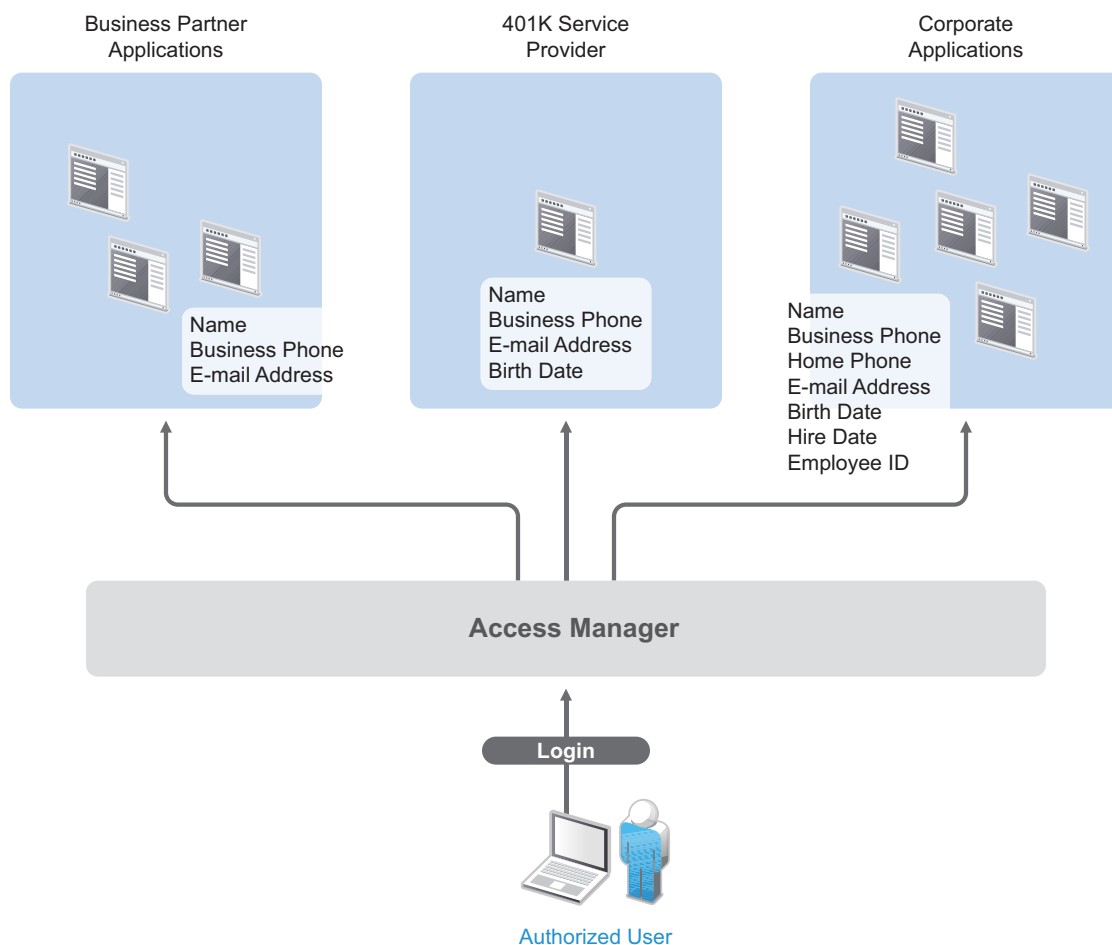 Business Partner
Applications
401K Service
Provider
Corporate
Applications
Name
Business Phone
E-mail Address
Name
Business Phone
E-mail Address
Birth Date
Name
Business Phone
Home Phone
E-mail Address
Birth Date
Hire Date
Employee ID
Access Manager
Login
Authorized User